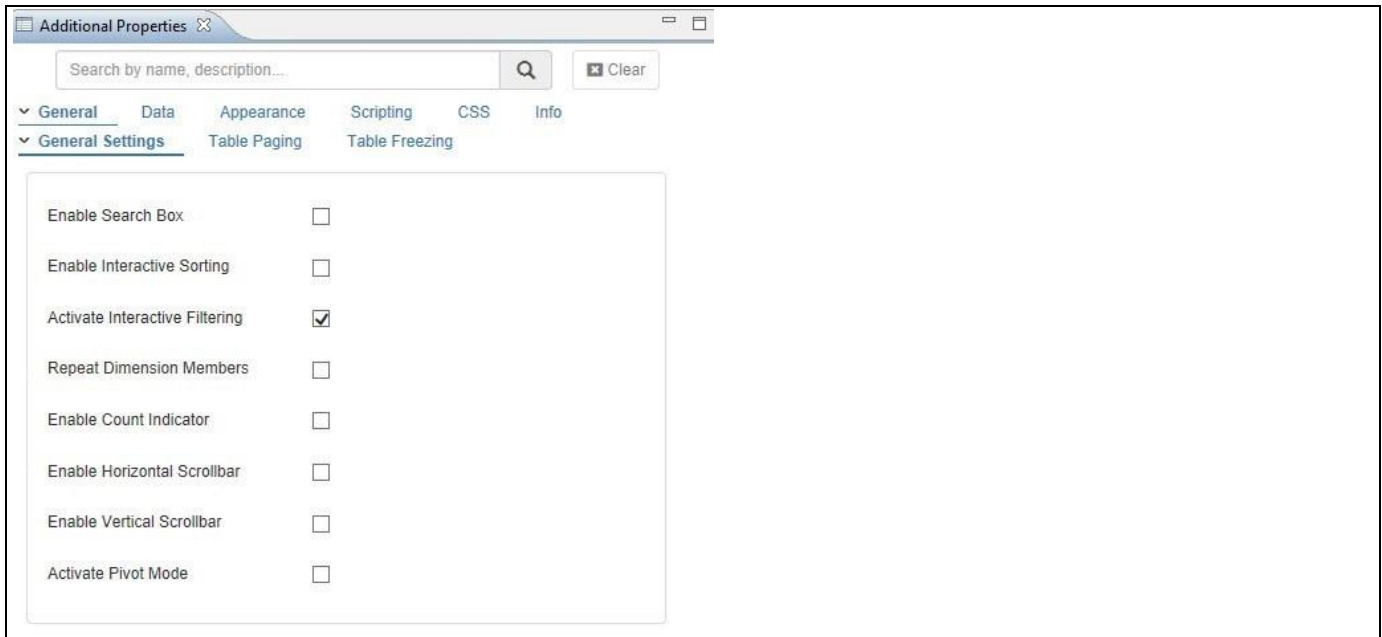 Additional Properties
Search by name, description...
Clear
General Data Appearance Scripting CSS Info
General Settings Table Paging Table Freezing
Enable Search Box
Enable Interactive Sorting
Activate Interactive Filtering
Repeat Dimension Members
Enable Count Indicator
Enable Horizontal Scrollbar
Enable Vertical Scrollbar
Activate Pivot Mode